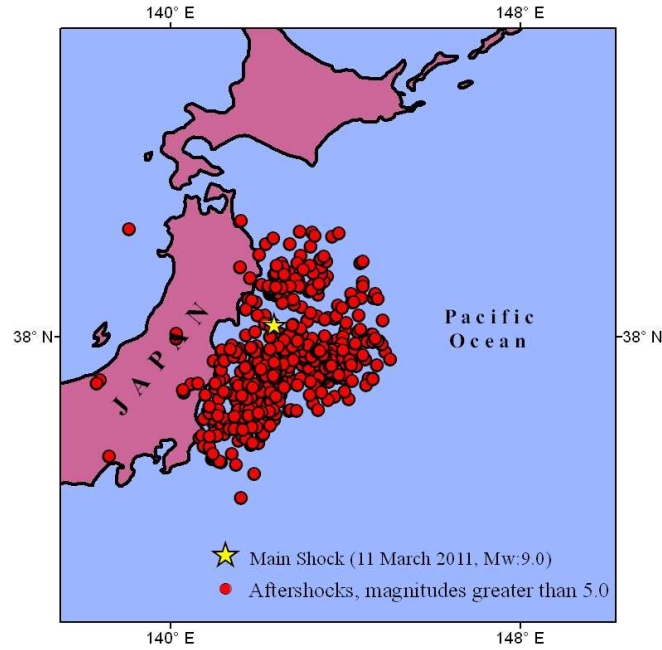 140° E 148° E
J A P A N
Pacific
Ocean
38° N 38° N
Main Shock (11 March 2011, Mw:9.0)
Aftershocks, magnitudes greater than 5.0
140° E 148° E